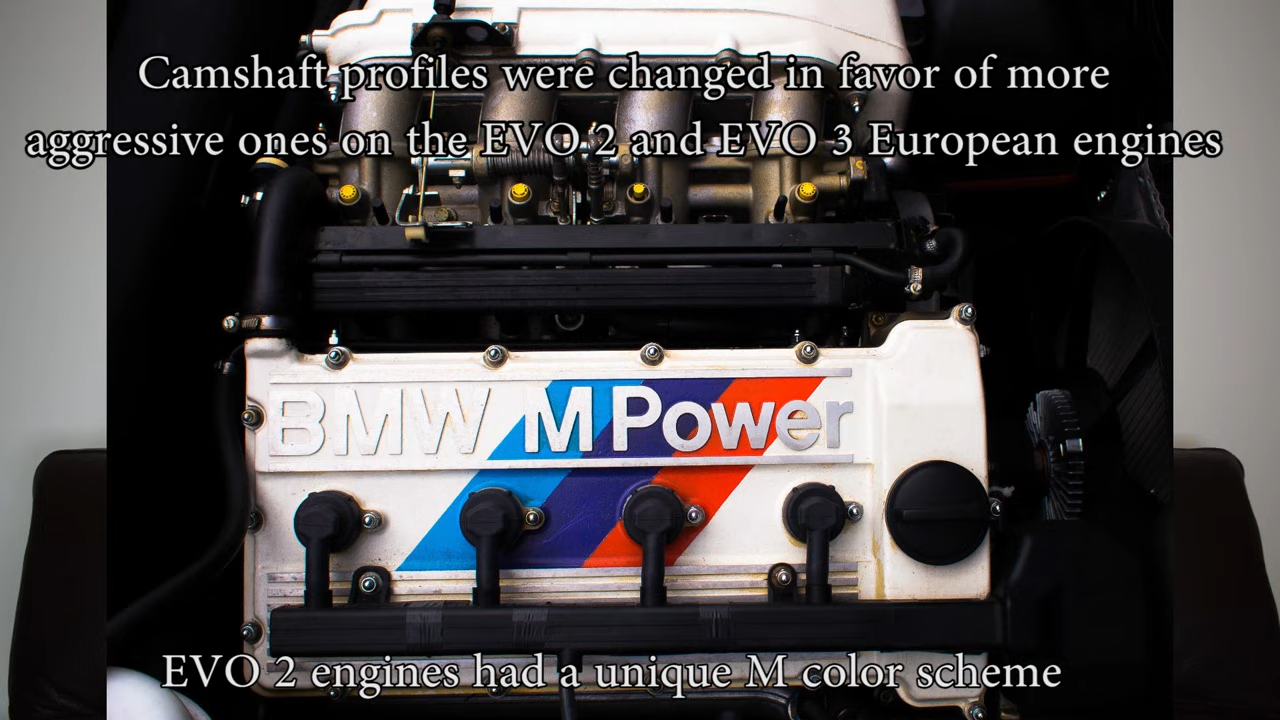 Camshaft profiles were changed in favor of more
aggressive ones on the EVO 2 and EVO 3 European engines
BMW M Power
EVO 2 engines had a unique M color scheme